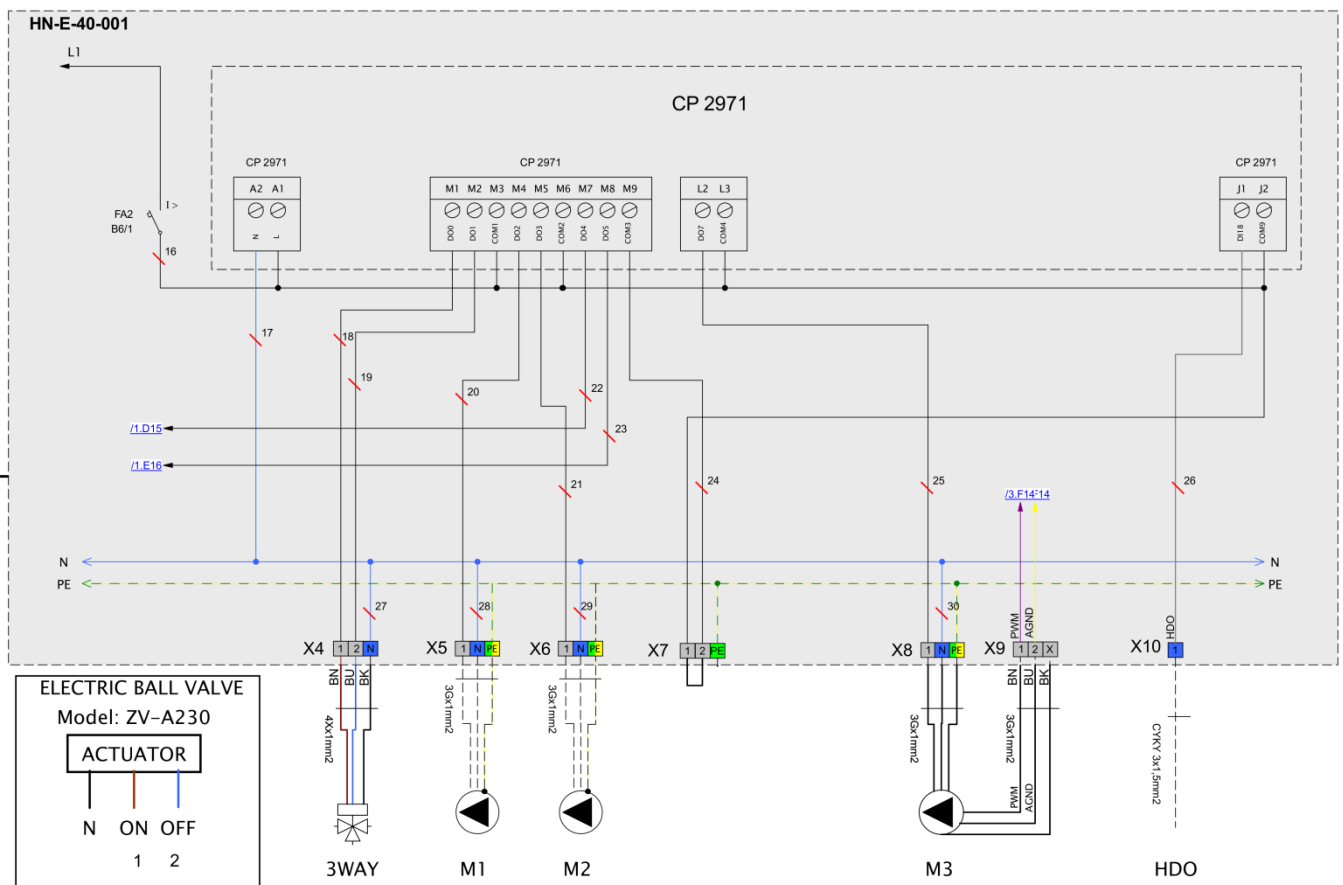 HN-E-40-001
L1
CP 2971
CP 2971
CP 2971
CP 2971
A2 A1
M1 M2 M3 M4 M5 M6 M7 M8 M9
L2 L3
J1 J2
N L
DO0 DO1 COM1 DO2 DO3 COM2 DO4 DO5 COM3
DO7 COM4
DI18 COM9
I >
FA2
B6/1
16
17
18
19
20
22
/1.D15
23
/1.E16
21
24
25
26
/3.F14
N
N
PE
PE
27
28
29
30
PWM
AGND
HDO
X4 1 2 N
X5 1 N PE
X6 1 N PE
X7 1 2 PE
X8 1 N PE
X9 1 2 X
X10 1
BN BU BK
BN BU BK
4Xx1mm2
3Gx1mm2
3Gx1mm2
3Gx1mm2
3Gx1mm2
CYKY 3x1,5mm2
PWM
AGND
ELECTRIC BALL VALVE
Model: ZV-A230
ACTUATOR
N ON OFF
1 2
3WAY
M1
M2
M3
HDO